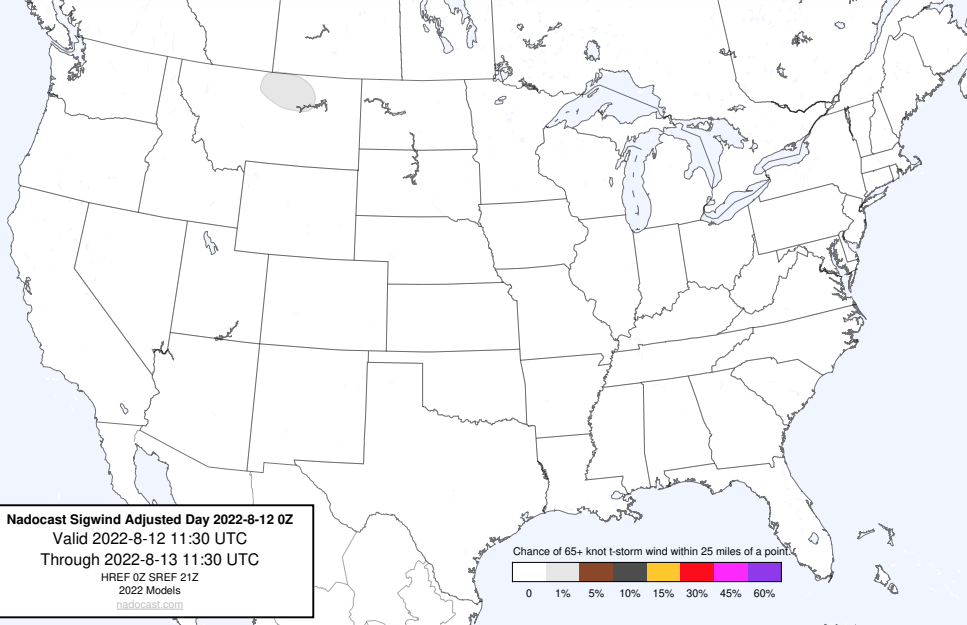 Nadocast Sigwind Adjusted Day 2022-8-12 0Z
Valid 2022-8-12 11:30 UTC
Through 2022-8-13 11:30 UTC
HREF 0Z SREF 21Z
2022 Models
nadocast.com
Chance of 65+ knot t-storm wind within 25 miles of a point.
0 1% 5% 10% 15% 30% 45% 60%